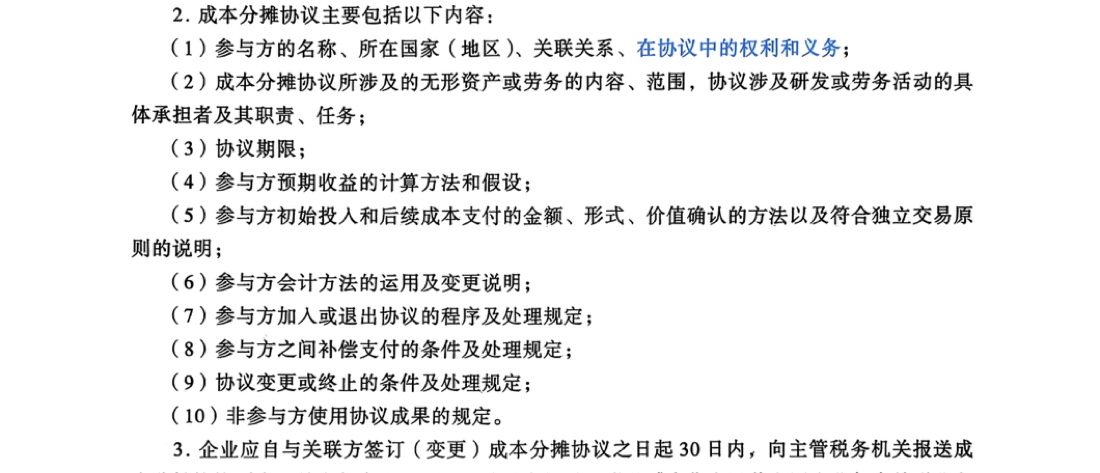 2. 成本分摊协议主要包括以下内容：
（1）参与方的名称、所在国家（地区）、关联关系、在协议中的权利和义务；
（2）成本分摊协议所涉及的无形资产或劳务的内容、范围，协议涉及研发或劳务活动的具
体承担者及其职责、任务；
（3）协议期限；
（4）参与方预期收益的计算方法和假设；
（5）参与方初始投入和后续成本支付的金额、形式、价值确认的方法以及符合独立交易原
则的说明；
（6）参与方会计方法的运用及变更说明；
（7）参与方加入或退出协议的程序及处理规定；
（8）参与方之间补偿支付的条件及处理规定；
（9）协议变更或终止的条件及处理规定；
（10）非参与方使用协议成果的规定。
3. 企业应自与关联方签订（变更）成本分摊协议之日起 30 日内，向主管税务机关报送成